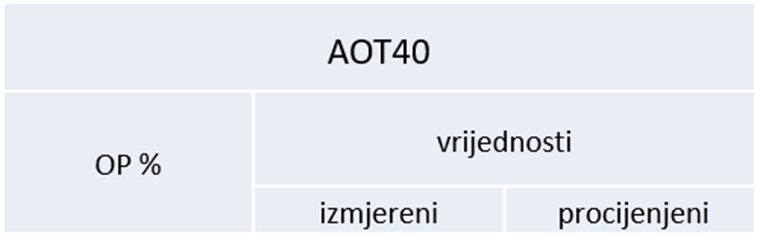 AOT40
OP %
vrijednosti
izmjereni
procijenjeni